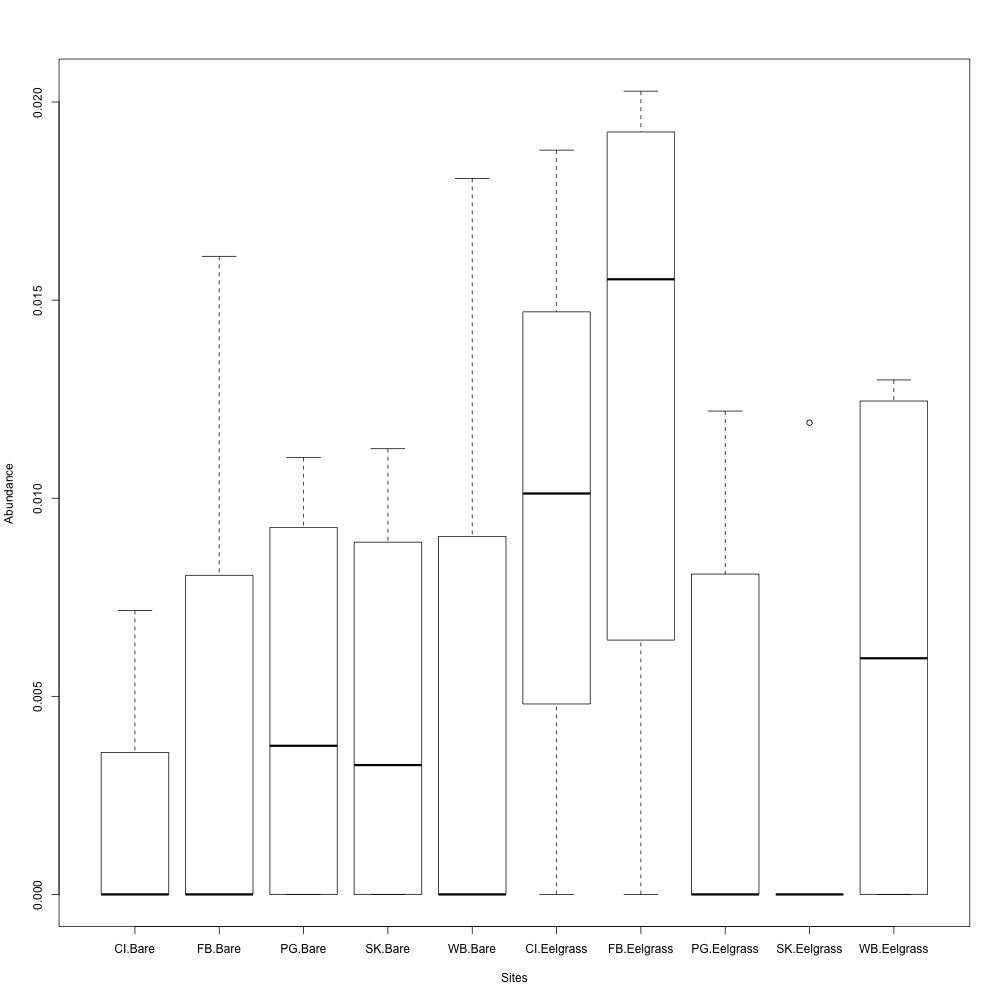 Abundance
0.020
0.015
0.010
0.005
0.000
CI.Bare FB.Bare PG.Bare SK.Bare WB.Bare CI.Eelgrass FB.Eelgrass PG.Eelgrass SK.Eelgrass WB.Eelgrass
Sites